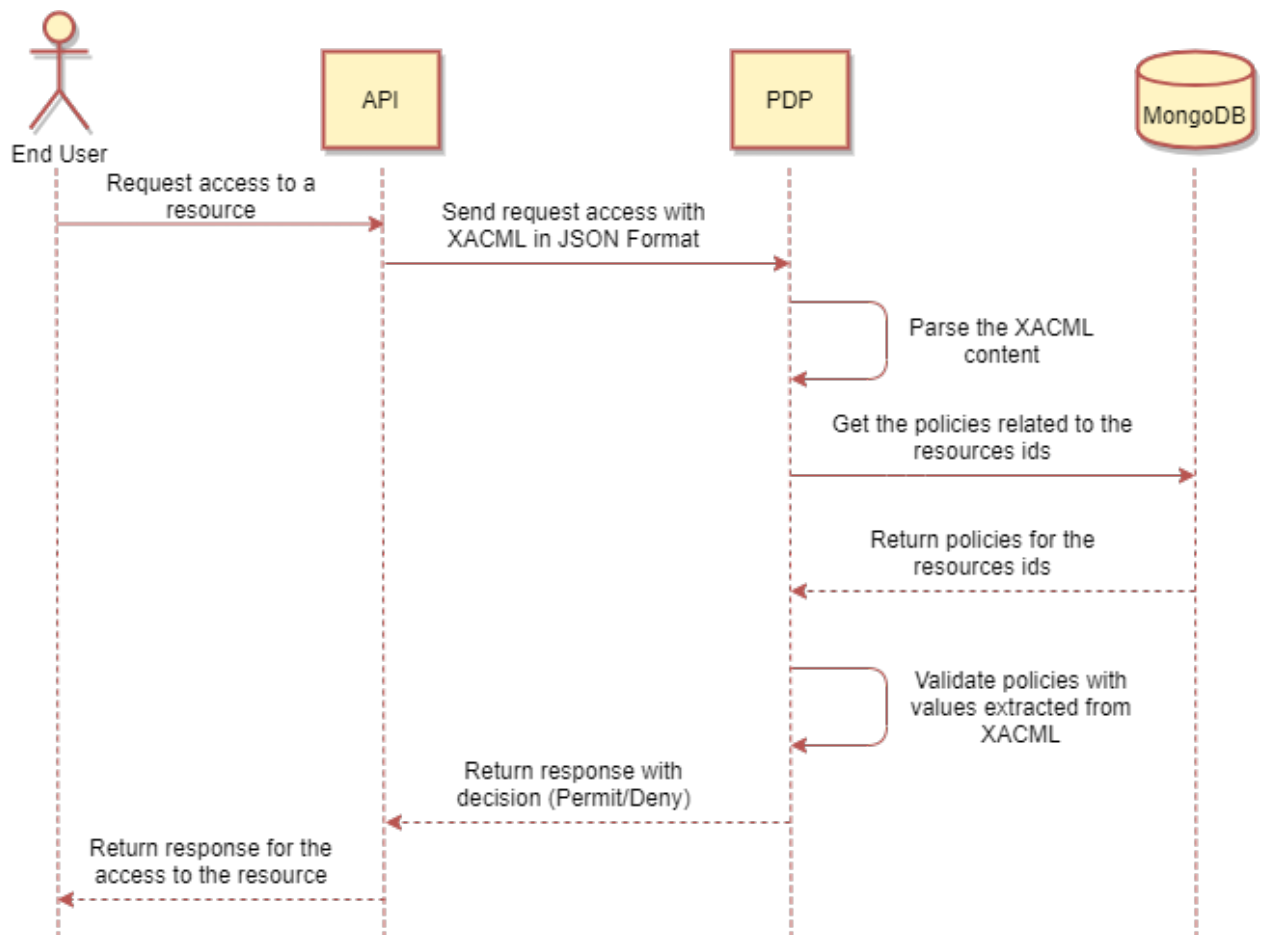 API
PDP
MongoDB
End User
Request access to a
resource
Send request access with
XACML in JSON Format
Parse the XACML
content
Get the policies related to the
resources ids
Return policies for the
resources ids
Validate policies with
values extracted from
XACML
Return response with
decision (Permit/Deny)
Return response for the
access to the resource